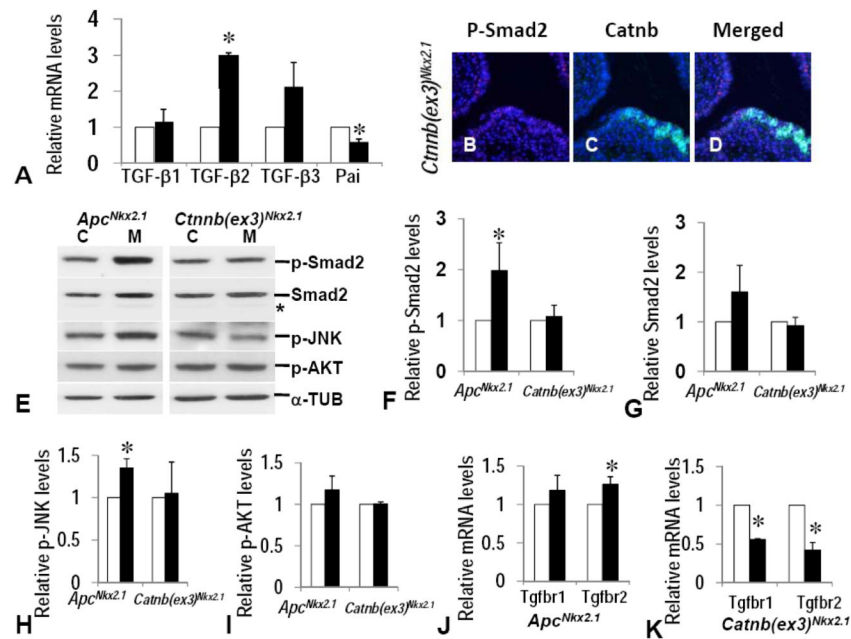 P-Smad2 Catnb Merged
Ctnnb(ex3)Nkx2.1
B C D
Relative mRNA levels
4
3
2
1
0
* *
TGF-β1 TGF-β2 TGF-β3 Pai
A
ApcNkx2.1 Ctnnb(ex3)Nkx2.1
C M C M
p-Smad2
Smad2
*
p-JNK
p-AKT
α-TUB
E
Relative p-Smad2 levels
3
2
1
0
*
ApcNkx2.1 Catnb(ex3)Nkx2.1
F
Relative Smad2 levels
3
2
1
0
ApcNkx2.1 Catnb(ex3)Nkx2.1
G
Relative p-JNK levels
1.5
1
0.5
0
*
ApcNkx2.1 Catnb(ex3)Nkx2.1
H
Relative p-AKT levels
1.5
1
0.5
0
ApcNkx2.1 Catnb(ex3)Nkx2.1
I
Relative mRNA levels
1.5
1
0.5
0
*
Tgfbr1 Tgfbr2
J ApcNkx2.1
Relative mRNA levels
1.5
1
0.5
0
* *
Tgfbr1 Tgfbr2
K Catnb(ex3)Nkx2.1